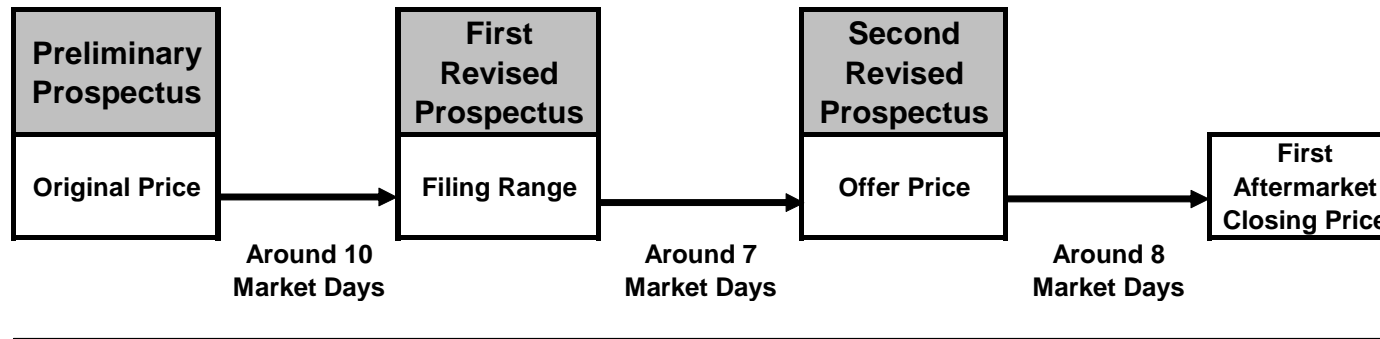 Preliminary
Prospectus
Original Price
Around 10
Market Days
First
Revised
Prospectus
Filing Range
Around 7
Market Days
Second
Revised
Prospectus
Offer Price
Around 8
Market Days
First
Aftermarket
Closing Price